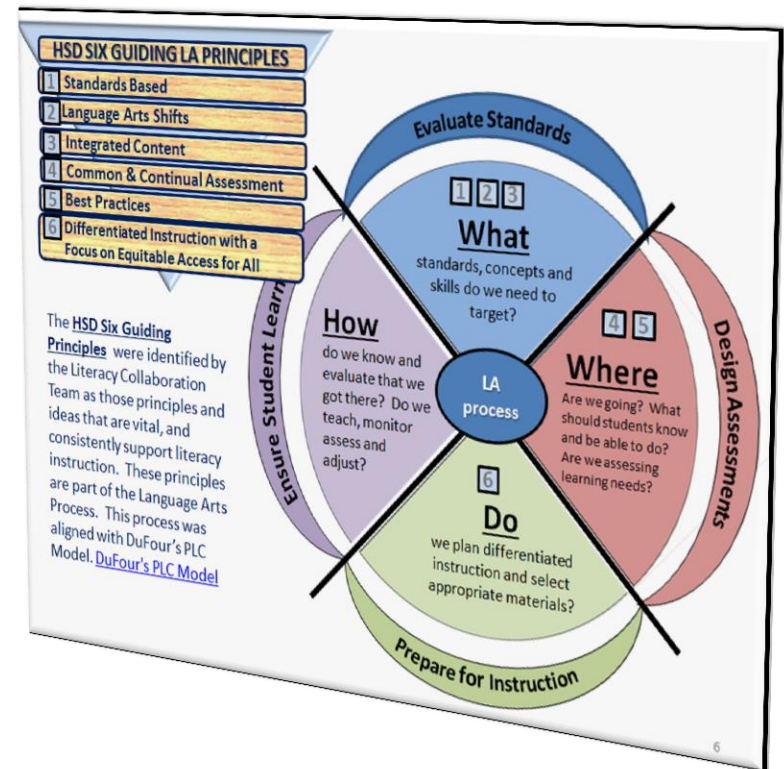 HSD SIX GUIDING LA PRINCIPLES
1 Standards Based
2 Language Arts Shifts
3 Integrated Content
4 Common & Continual Assessment
5 Best Practices
6 Differentiated Instruction with a
Focus on Equitable Access for All
The HSD Six Guiding
Principles were identified by
the Literacy Collaboration
Team as those principles and
ideas that are vital, and
consistently support literacy
instruction. These principles
are part of the Language Arts
Process. This process was
aligned with DuFour's PLC
Model. DuFour's PLC Model
Evaluate Standards
1 2 3
What
standards, concepts and
skills do we need to
target?
Design Assessments
4 5
Where
Are we going? What
should students know
and be able to do?
Are we assessing
learning needs?
LA
process
6
Do
we plan differentiated
instruction and select
appropriate materials?
Prepare for Instruction
How
do we know and
evaluate that we
got there? Do we
teach, monitor
assess and
adjust?
Ensure Student Learn
6